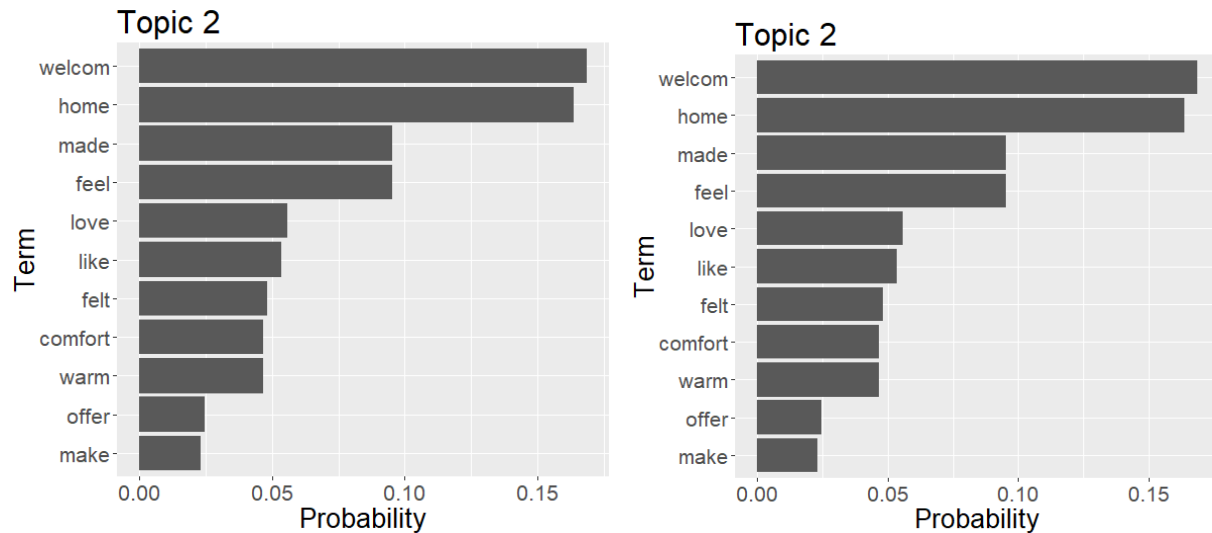 Topic 2
welcom
home
made
feel
love
like
felt
comfort
warm
offer
make
Term
0.00 0.05 0.10 0.15
Probability
Topic 2
welcom
home
made
feel
love
like
felt
comfort
warm
offer
make
Term
0.00 0.05 0.10 0.15
Probability